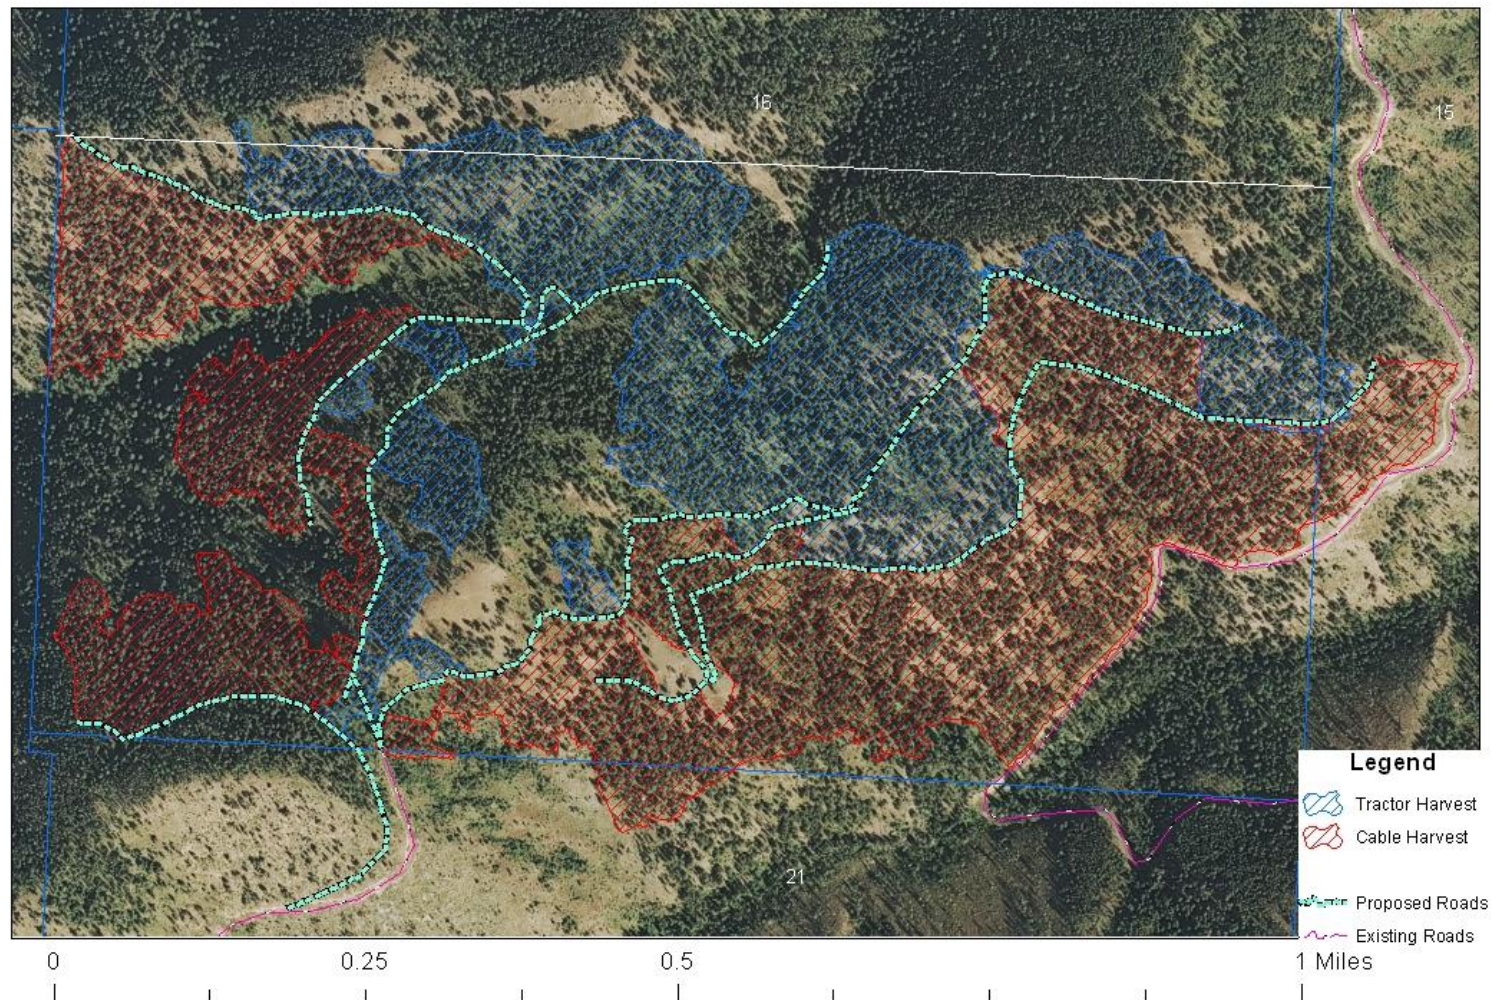 16
15
21
Legend
Tractor Harvest
Cable Harvest
Proposed Roads
Existing Roads
0 0.25 0.5 1 Miles